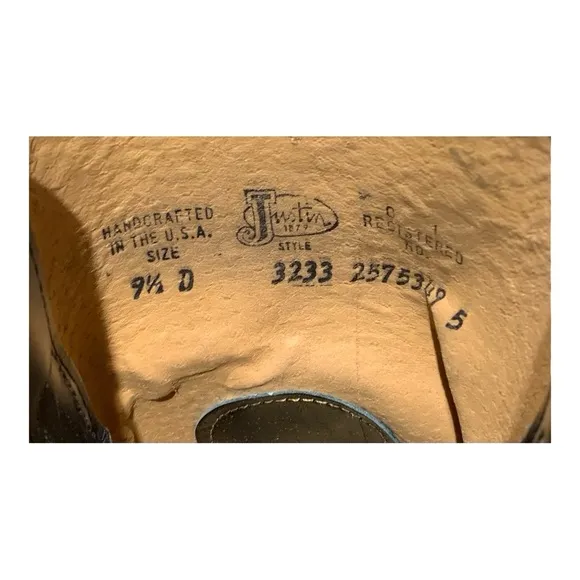 HANDCRAFTED
IN THE U.S.A.
SIZE
9½ D
Justin
1879
STYLE
3233
REGISTERED
NO.
5